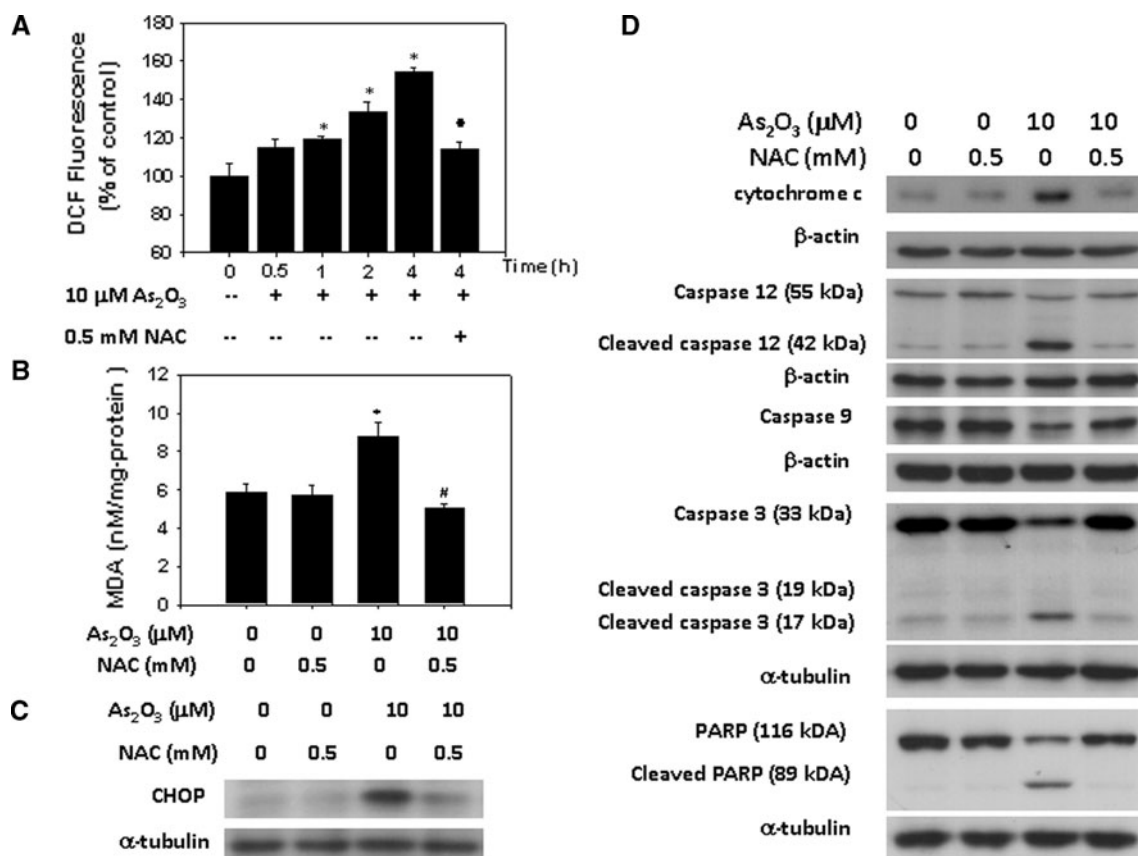 A
180
160
140
120
100
80
60
DCF Fluorescence
(% of control)
* * * *
0 0.5 1 2 4 4 Time (h)
10 μM As₂O₃ -- + + + + +
0.5 mM NAC -- -- -- -- -- +
B
12
10
8
6
4
2
0
MDA (nM/mg-protein )
* #
As₂O₃ (μM) 0 0 10 10
NAC (mM) 0 0.5 0 0.5
C
As₂O₃ (μM) 0 0 10 10
NAC (mM) 0 0.5 0 0.5
CHOP
α-tubulin
D
As₂O₃ (μM) 0 0 10 10
NAC (mM) 0 0.5 0 0.5
cytochrome c
β-actin
Caspase 12 (55 kDa)
Cleaved caspase 12 (42 kDa)
β-actin
Caspase 9
β-actin
Caspase 3 (33 kDa)
Cleaved caspase 3 (19 kDa)
Cleaved caspase 3 (17 kDa)
α-tubulin
PARP (116 kDA)
Cleaved PARP (89 kDA)
α-tubulin